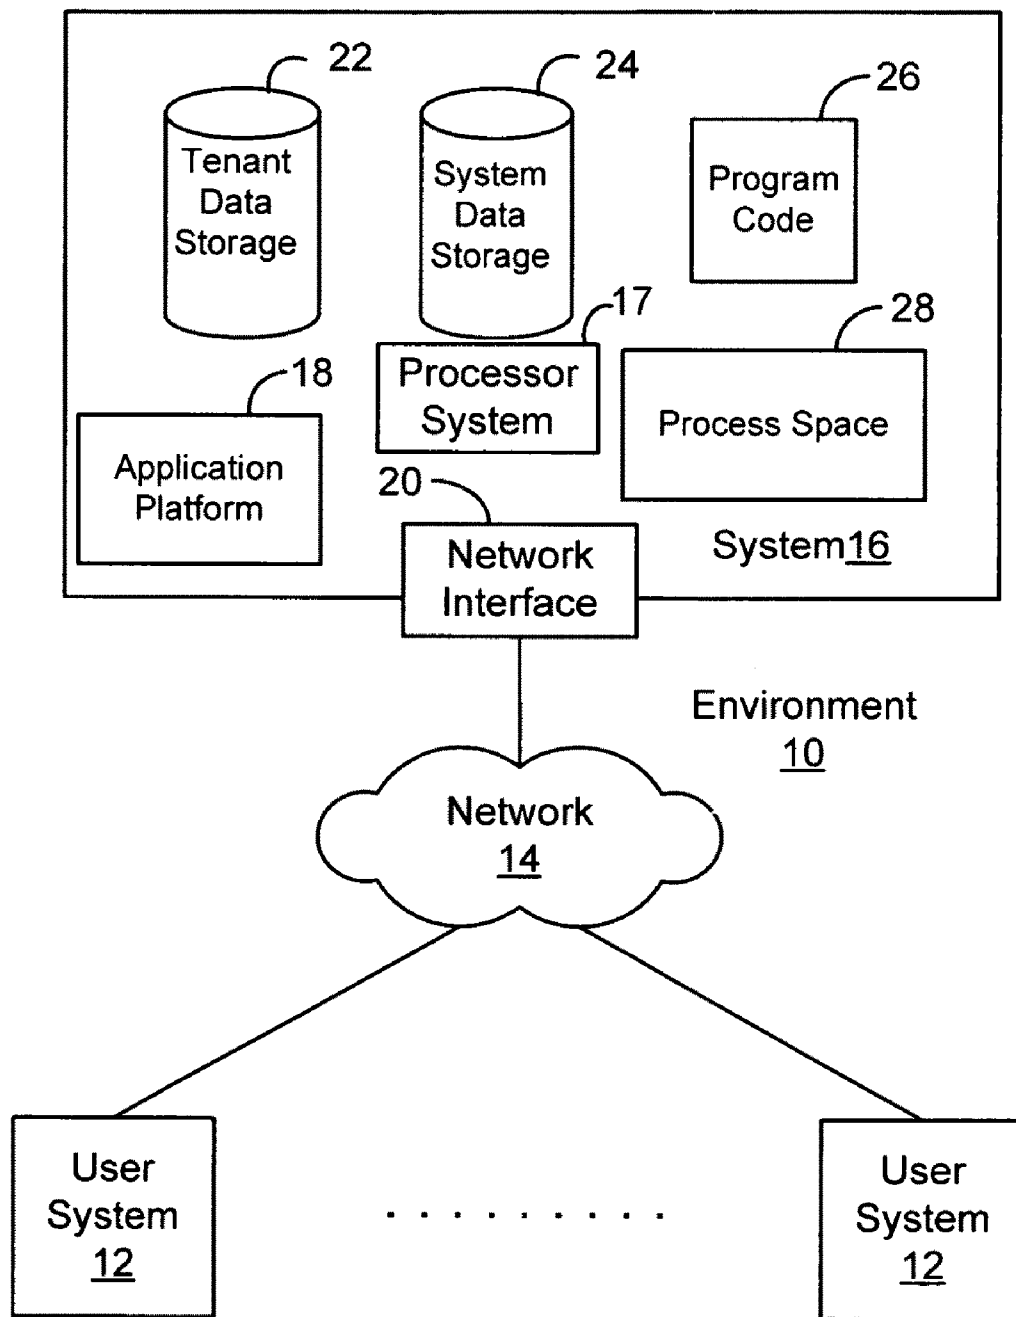 22
Tenant
Data
Storage
24
System
Data
Storage
26
Program
Code
17
Processor
System
28
Process Space
18
Application
Platform
20
Network
Interface
System16
Environment
10
Network
14
User
System
12
. . . . . . . . . .
User
System
12